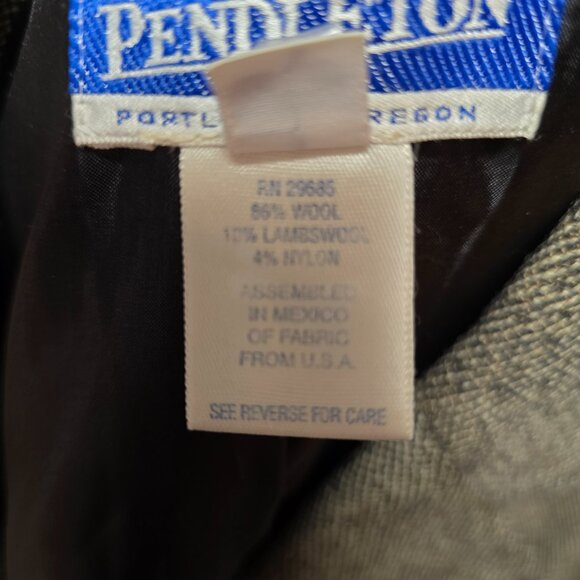 PENDLETON
PORTL REGON
RN 29685
86% WOOL
10% LAMBSWOOL
4% NYLON
ASSEMBLED
IN MEXICO
OF FABRIC
FROM U.S.A.
SEE REVERSE FOR CARE